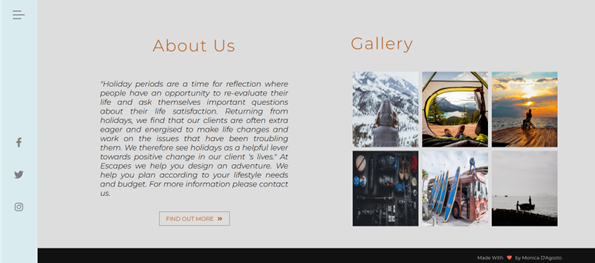 About Us
Gallery
"Holiday periods are a time for reflection where
people have an opportunity to re-evaluate their
life and ask themselves important questions
about their life satisfaction. Returning from
holidays, we find that our clients are often extra
eager and energised to make life changes and
work on the issues that have been troubling
them. We therefore see holidays as a helpful lever
towards positive change in our client 's lives." At
Escapes we help you design an adventure. We
help you plan according to your lifestyle needs
and budget. For more information please contact
us.
FIND OUT MORE »
Made With ❤ by Monica D'Agosto